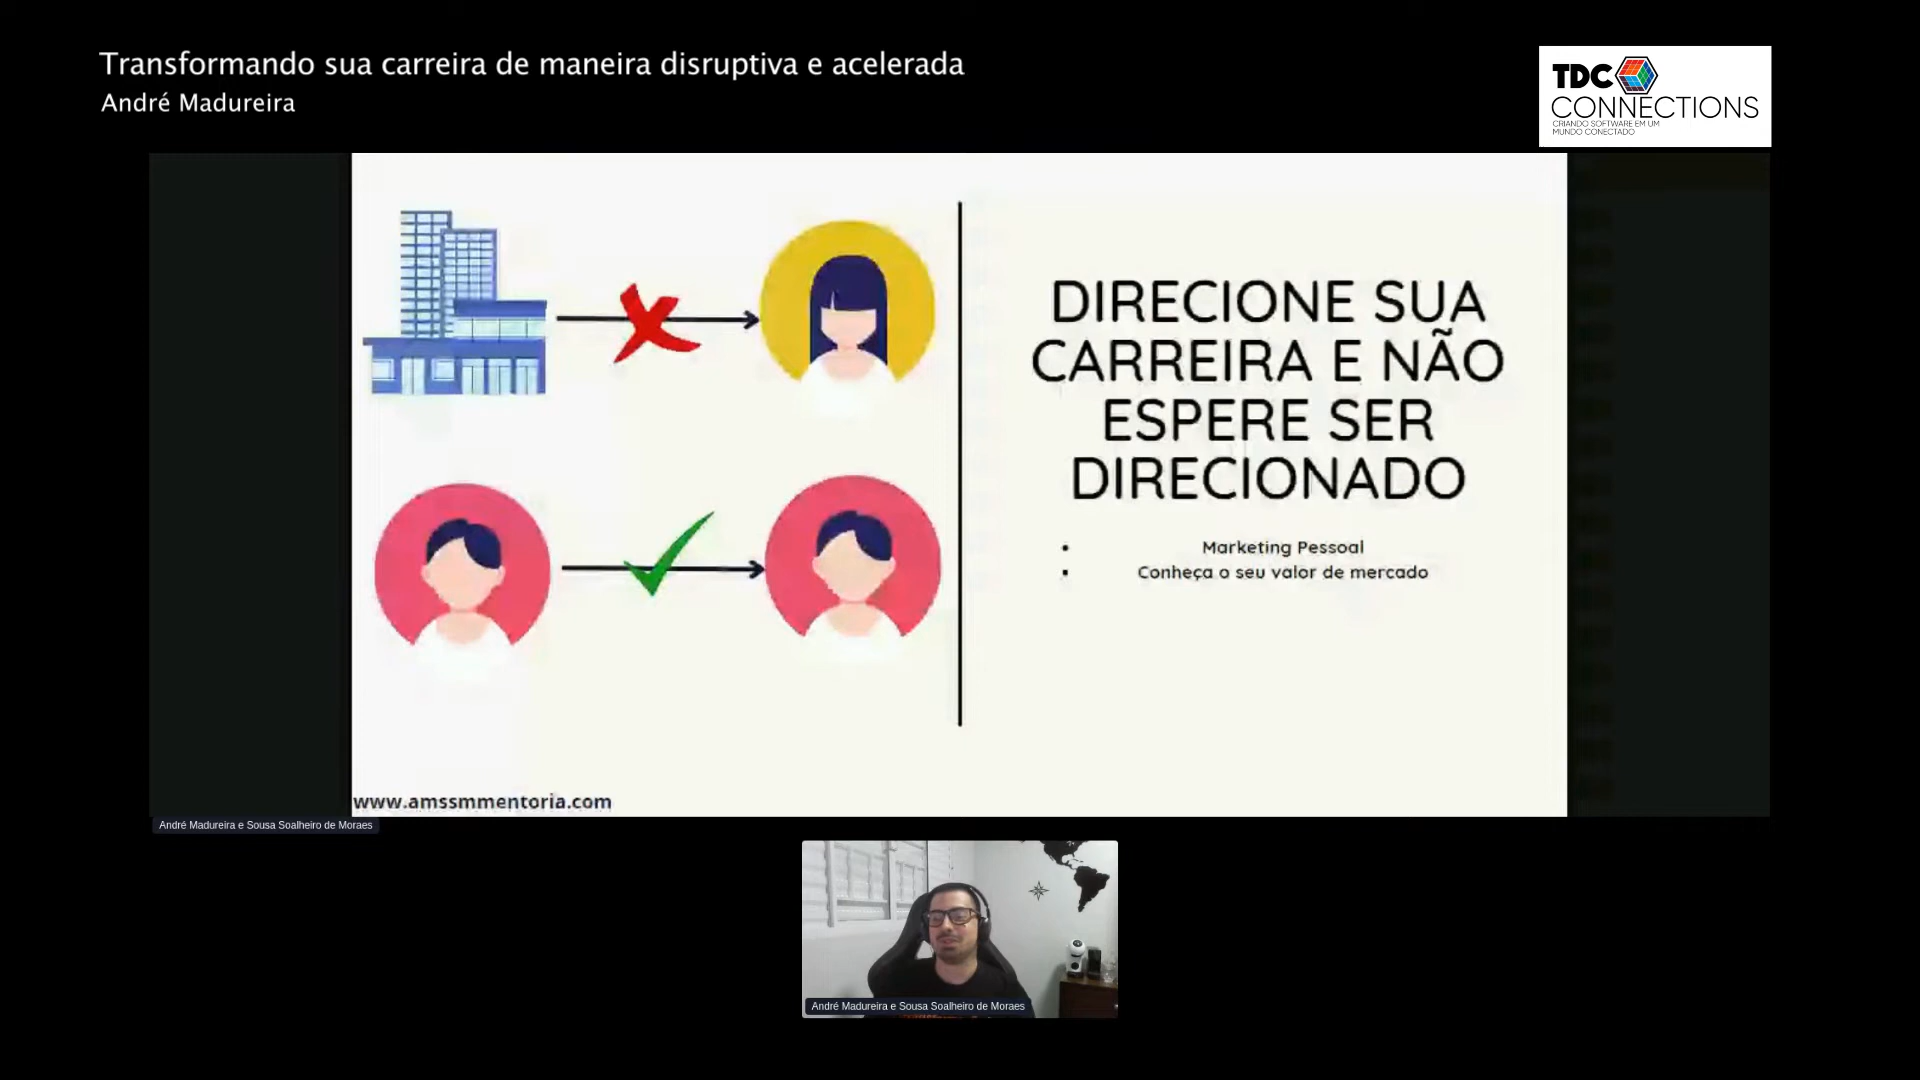 Transformando sua carreira de maneira disruptiva e acelerada
André Madureira
TDC
CONNECTIONS
CRIANDO SOFTWARE EM UM
MUNDO CONECTADO
DIRECIONE SUA
CARREIRA E NÃO
ESPERE SER
DIRECIONADO
• Marketing Pessoal
• Conheça o seu valor de mercado
www.amssmmentoria.com
André Madureira e Sousa Soalheiro de Moraes
André Madureira e Sousa Soalheiro de Moraes